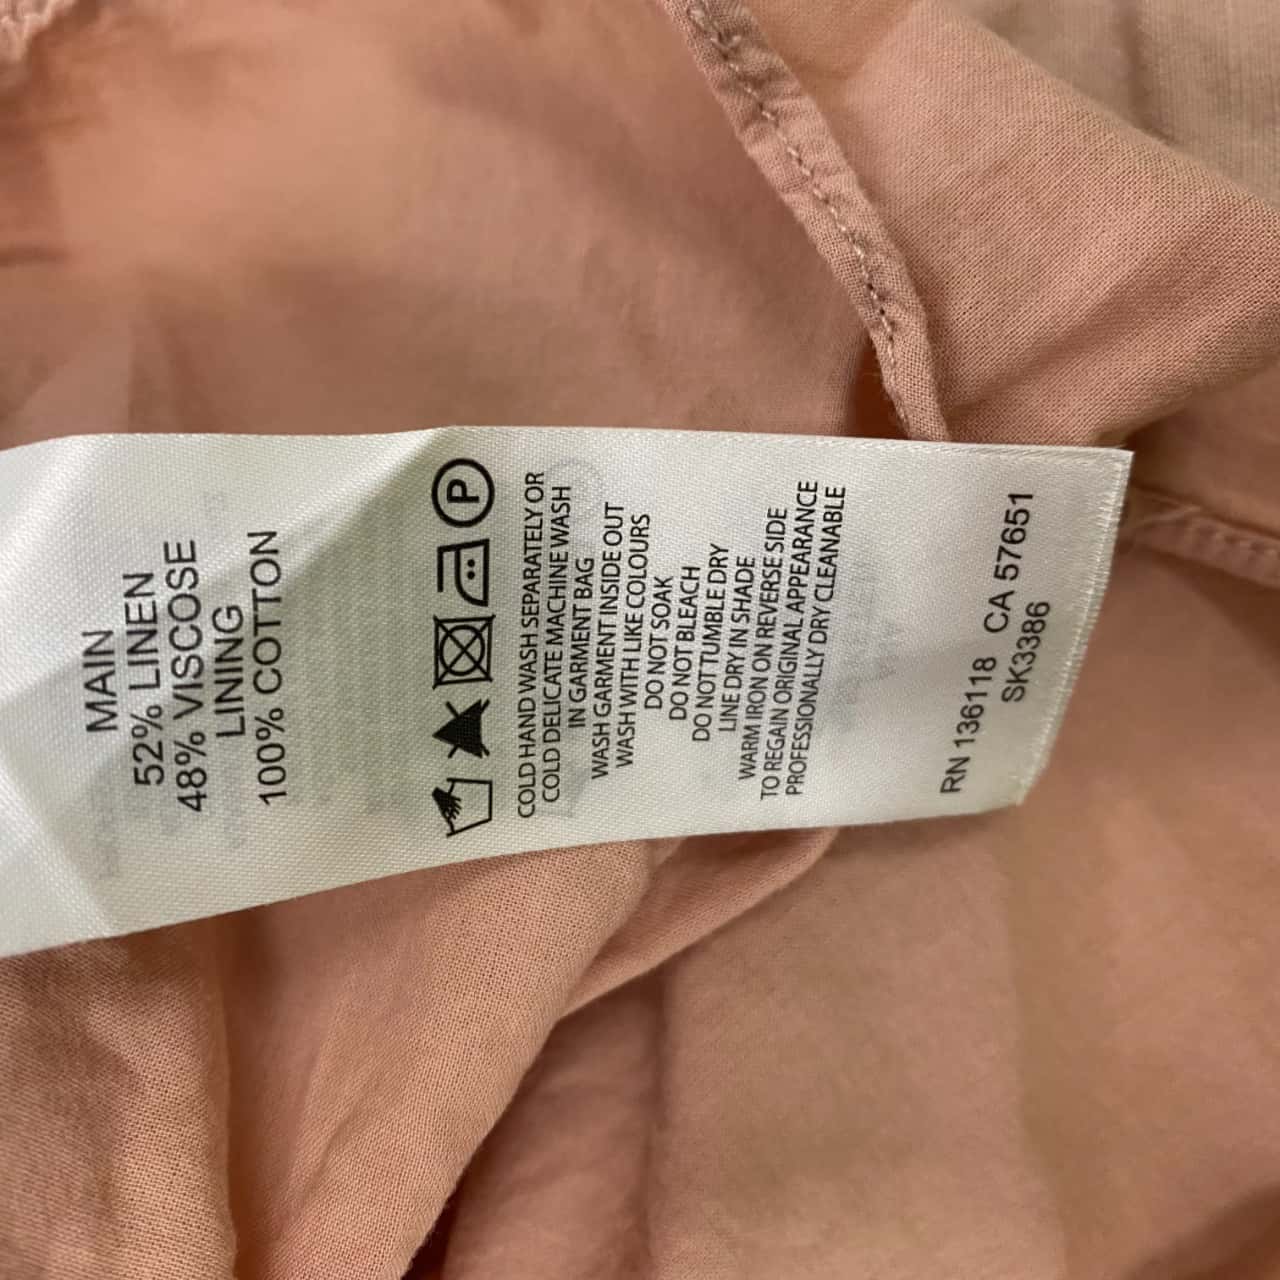 MAIN
52% LINEN
48% VISCOSE
LINING
100% COTTON
P
COLD HAND WASH SEPARATELY OR
COLD DELICATE MACHINE WASH
IN GARMENT BAG
WASH GARMENT INSIDE OUT
WASH WITH LIKE COLOURS
DO NOT SOAK
DO NOT BLEACH
DO NOT TUMBLE DRY
LINE DRY IN SHADE
WARM IRON ON REVERSE SIDE
TO REGAIN ORIGINAL APPEARANCE
PROFESSIONALLY DRY CLEANABLE
RN 136118 CA 57651
SK3386